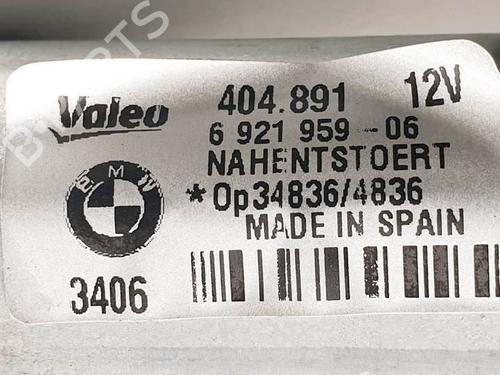 Valeo 404.891 12V
6 921 959-06
NAHENTSTOERT
BMW *Op34836/4836
MADE IN SPAIN
3406